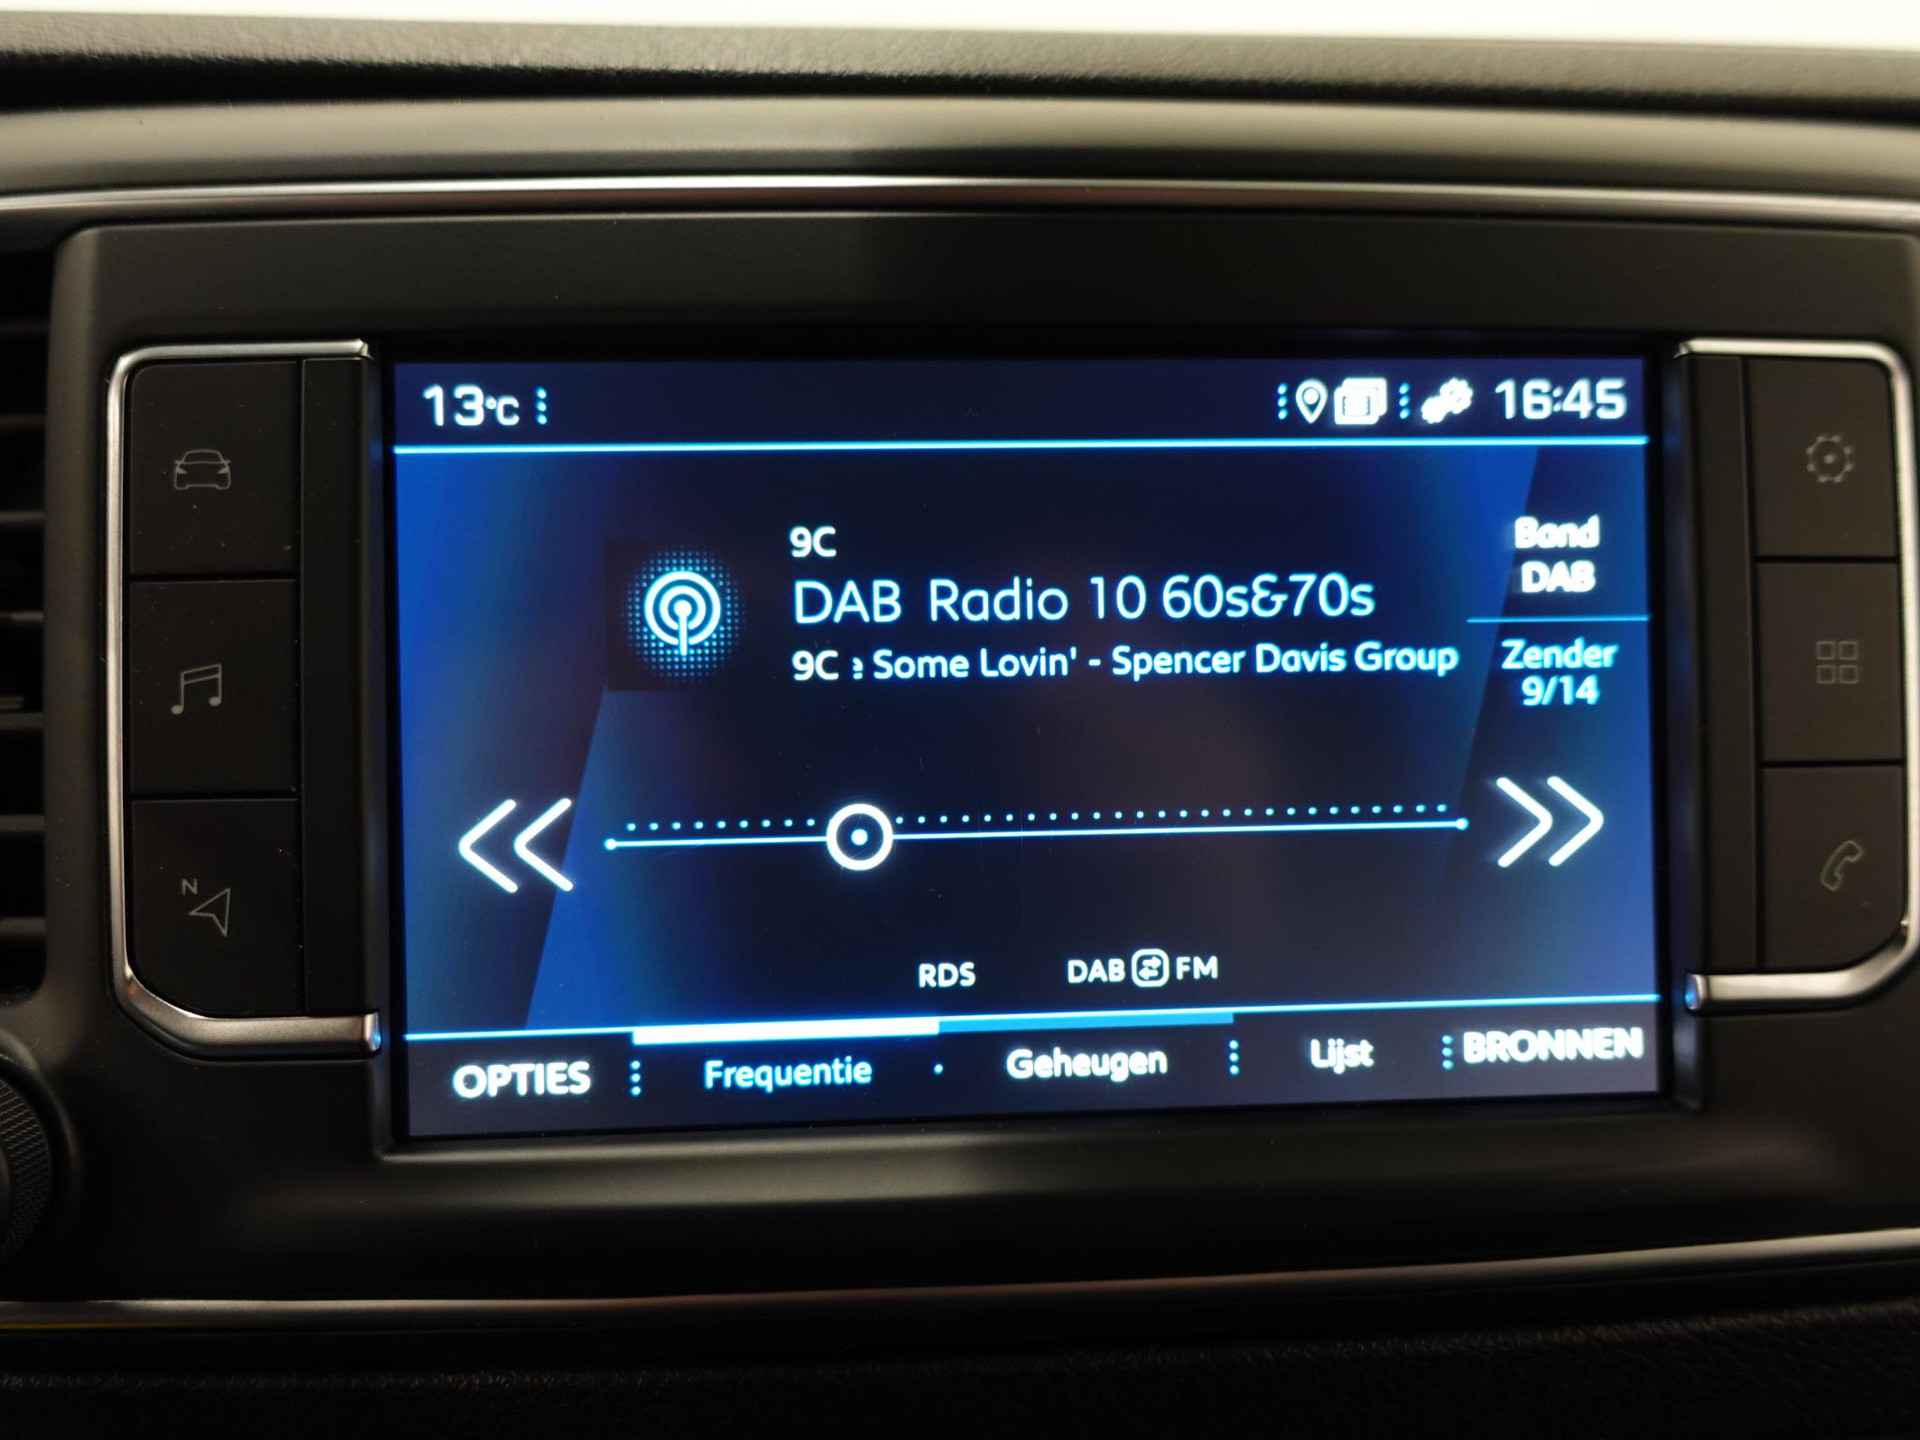 13°C 16:45
9C
DAB Radio 10 60s&70s
9C : Some Lovin' - Spencer Davis Group
Band
DAB
Zender
9/14
N
RDS DAB FM
OPTIES Frequentie Geheugen Lijst BRONNEN